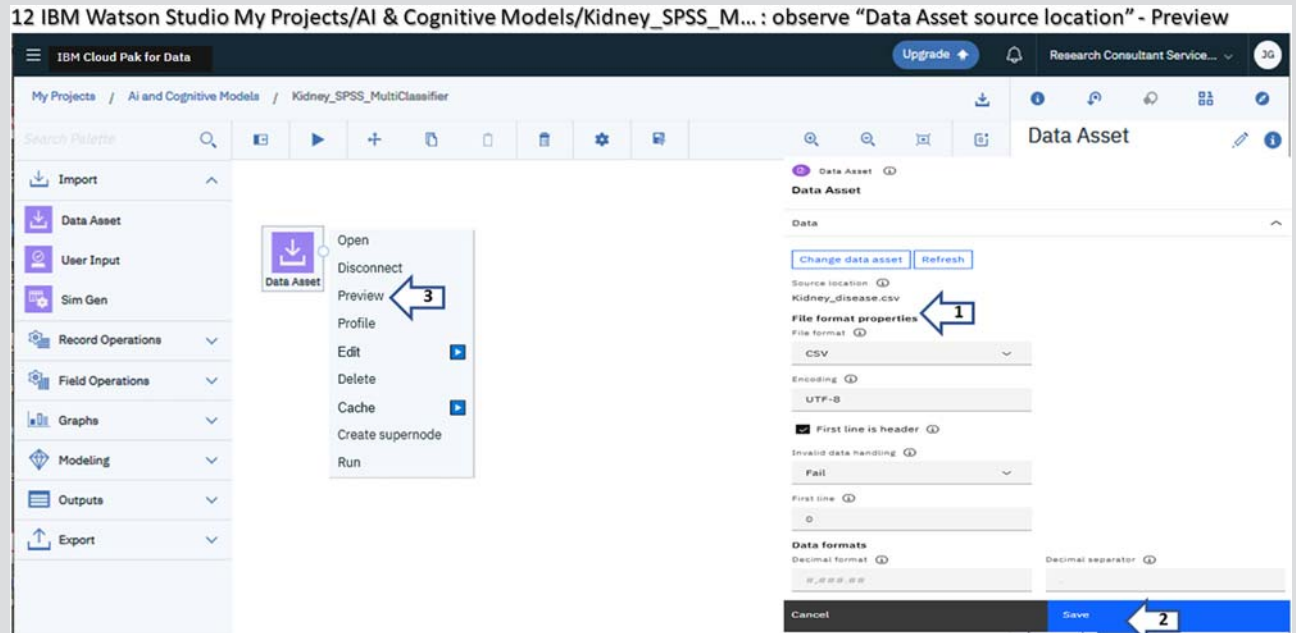 12 IBM Watson Studio My Projects/AI & Cognitive Models/Kidney_SPSS_M... : observe “Data Asset source location” - Preview
IBM Cloud Pak for Data
Upgrade
Research Consultant Service...
JG
My Projects / Ai and Cognitive Models / Kidney_SPSS_MultiClassifier
Search Palette
Import
Data Asset
User Input
Sim Gen
Record Operations
Field Operations
Graphs
Modeling
Outputs
Export
Data Asset
Open
Disconnect
Preview
3
Profile
Edit
Delete
Cache
Create supernode
Run
Data Asset
Data Asset
Data Asset
Data
Change data asset Refresh
Source location
Kidney_disease.csv
1
File format properties
File format
CSV
Encoding
UTF-8
First line is header
Invalid data handling
Fail
First line
0
Data formats
Decimal format Decimal separator
#,###.##
Cancel Save
2